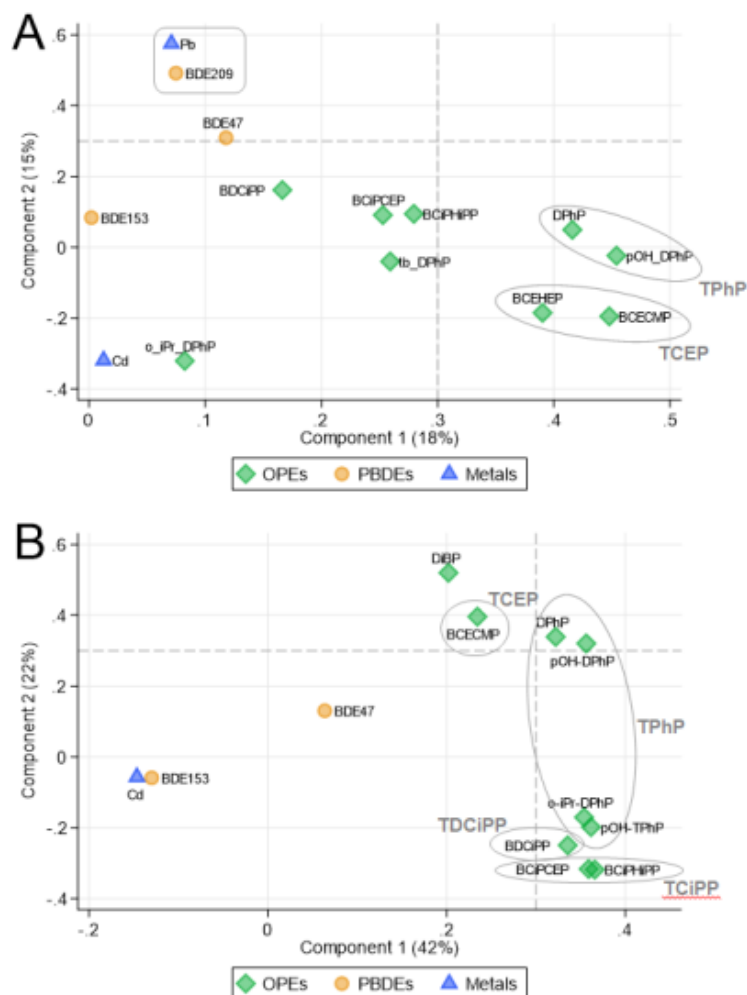 A
.6
.4
.2
0
-.2
-.4
Component 2 (15%)
Pb
BDE209
BDE47
BDCiPP
BCiPCEP
BCiPHiPP
BDE153
tb_DPhP
DPhP
pOH_DPhP
TPhP
BCEHEP
BCECMP
TCEP
Cd
o_iPr_DPhP
0
.1
.2
.3
.4
.5
Component 1 (18%)
OPEs PBDEs Metals
B
.6
.4
.2
0
-.2
-.4
Component 2 (22%)
DiBP
TCEP
BCECMP
DPhP
pOH-DPhP
BDE47
TPhP
BDE153
Cd
o-iPr-DPhP
pOH-TPhP
TDCiPP
BDCiPP
BCiPCEP
BCiPHiPP
TCiPP
-.2
0
.2
.4
Component 1 (42%)
OPEs PBDEs Metals